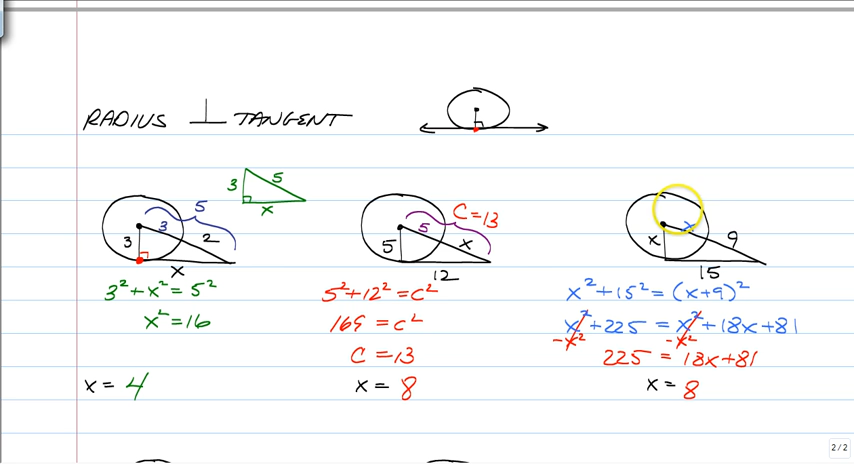 RADIUS ⊥ TANGENT
3 5 x
3 3 2 5 x
3² + x² = 5²
x² = 16
x = 4
5 5 x C = 13 12
5² + 12² = c²
169 = c²
C = 13
x = 8
x x 9 15
x² + 15² = (x+9)²
x² + 225 = x² + 18x + 81
-x² -x²
225 = 18x + 81
x = 8
2 / 2